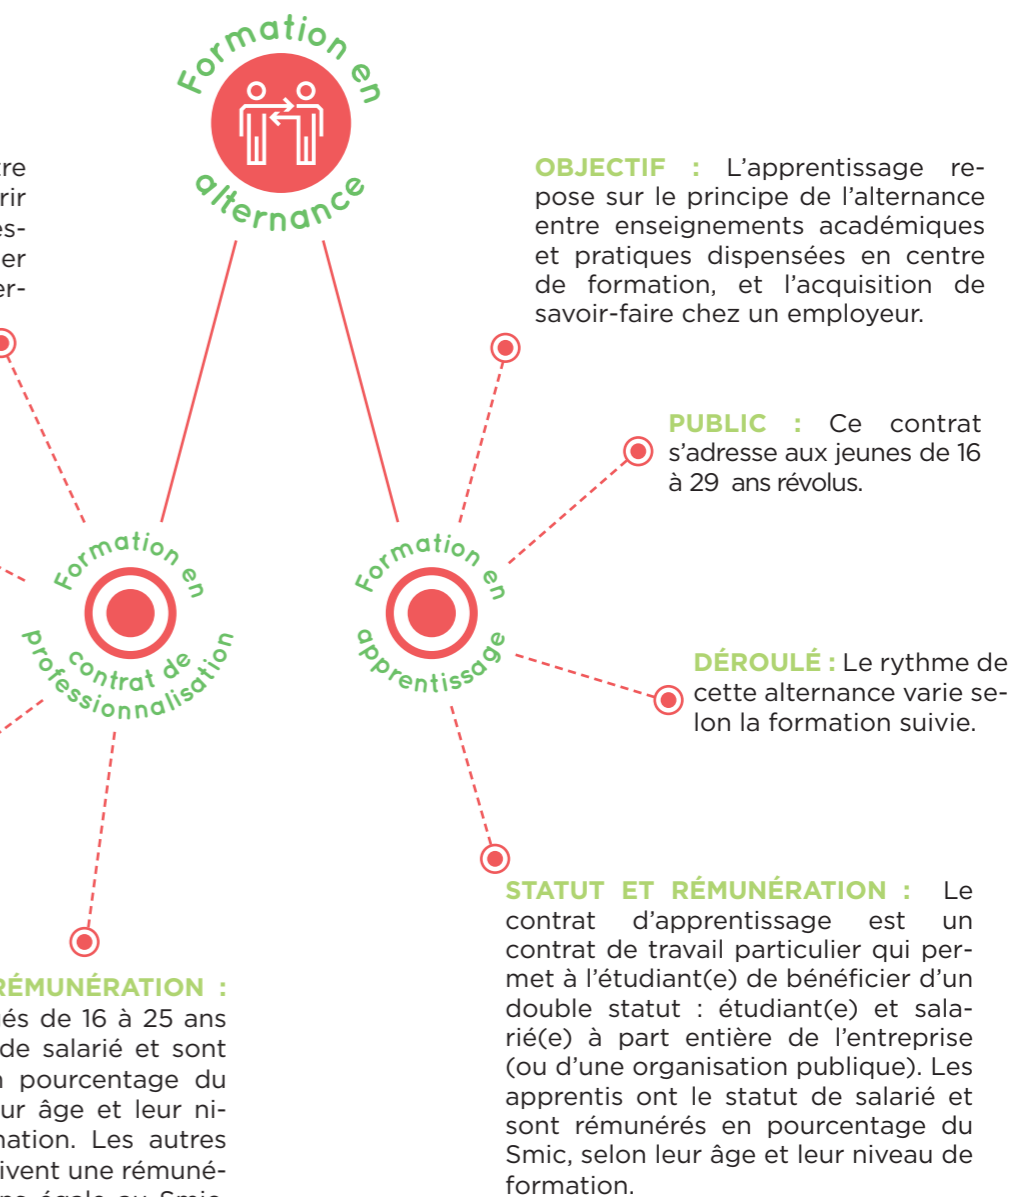 Formation en
alternance
OBJECTIF : L’apprentissage re-
pose sur le principe de l’alternance
entre enseignements académiques
et pratiques dispensées en centre
de formation, et l’acquisition de
savoir-faire chez un employeur.
PUBLIC : Ce contrat
s’adresse aux jeunes de 16
à 29 ans révolus.
Formation en
contrat de
professionnalisation
Formation en
apprentissage
DÉROULÉ : Le rythme de
cette alternance varie se-
lon la formation suivie.
STATUT ET RÉMUNÉRATION : Le
contrat d’apprentissage est un
contrat de travail particulier qui per-
met à l’étudiant(e) de bénéficier d’un
double statut : étudiant(e) et sala-
rié(e) à part entière de l’entreprise
(ou d’une organisation publique). Les
apprentis ont le statut de salarié et
sont rémunérés en pourcentage du
Smic, selon leur âge et leur niveau de
formation.
RÉMUNÉRATION :
de 16 à 25 ans
de salarié et sont
pourcentage du
âge et leur ni-
Les autres
une rémuné-